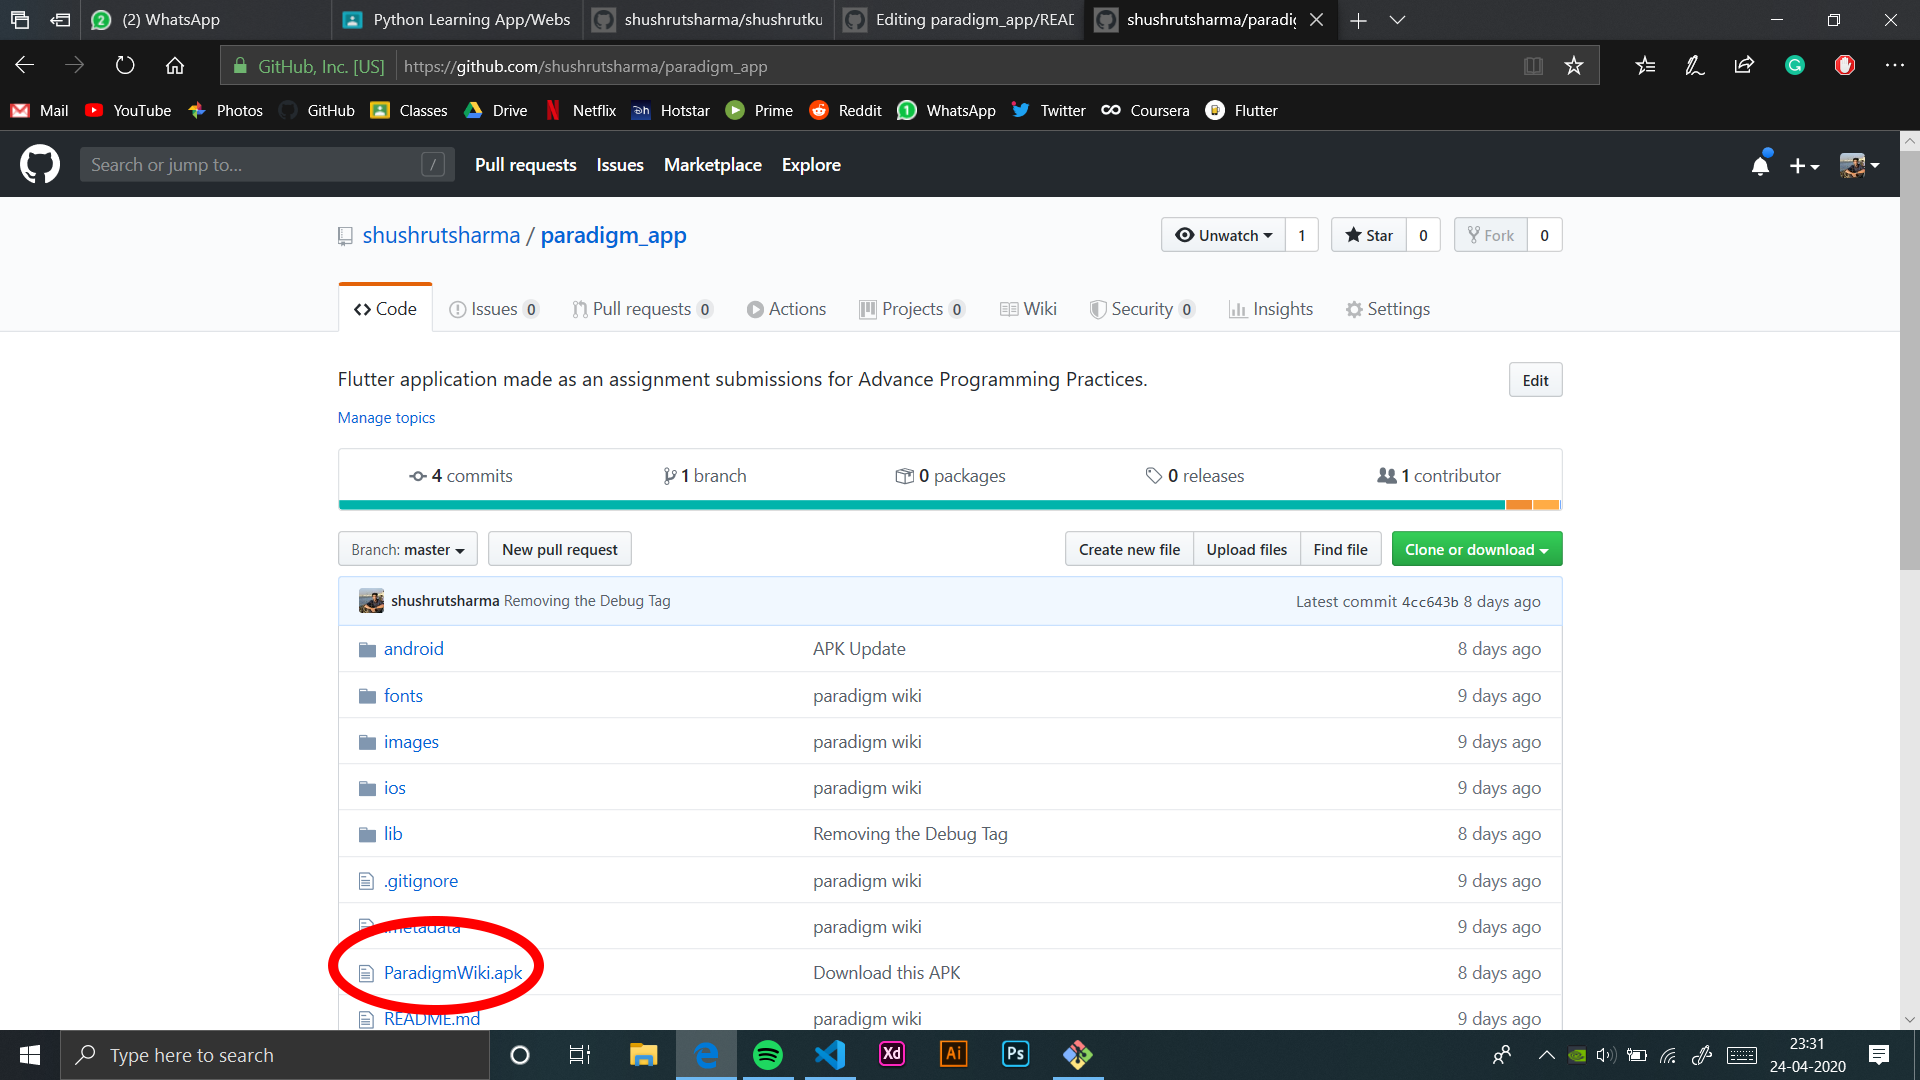 (2) WhatsApp
Python Learning App/Webs
shushrutsharma/shushrutku
Editing paradigm_app/READ
shushrutsharma/paradig
GitHub, Inc. [US]
https://github.com/shushrutsharma/paradigm_app
Mail YouTube Photos GitHub Classes Drive Netflix Hotstar Prime Reddit WhatsApp Twitter Coursera Flutter
Search or jump to... /
Pull requests Issues Marketplace Explore
shushrutsharma / paradigm_app
Unwatch 1 Star 0 Fork 0
Code Issues 0 Pull requests 0 Actions Projects 0 Wiki Security 0 Insights Settings
Flutter application made as an assignment submissions for Advance Programming Practices.
Edit
Manage topics
4 commits 1 branch 0 packages 0 releases 1 contributor
Branch: master New pull request Create new file Upload files Find file Clone or download
shushrutsharma Removing the Debug Tag Latest commit 4cc643b 8 days ago
android APK Update 8 days ago
fonts paradigm wiki 9 days ago
images paradigm wiki 9 days ago
ios paradigm wiki 9 days ago
lib Removing the Debug Tag 8 days ago
.gitignore paradigm wiki 9 days ago
.metadata paradigm wiki 9 days ago
ParadigmWiki.apk Download this APK 8 days ago
README.md paradigm wiki 9 days ago
Type here to search
Xd Ai Ps
23:31
24-04-2020